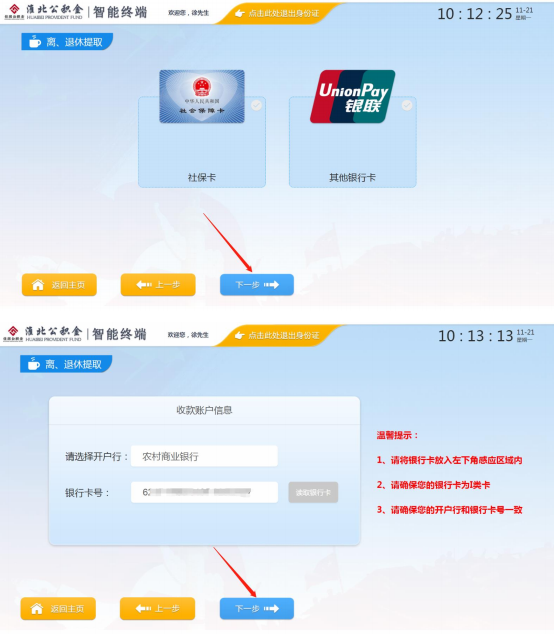 淮北公积金 智能终端 欢迎您，徐先生 点击此处退出身份证 10：12：25 11-21
HUAIBEI PROVIDENT FUND 星期一
离、退休提取
中华人民共和国
社会保障卡
UnionPay
银联
社保卡 其他银行卡
返回主页 上一步 下一步
淮北公积金 智能终端 欢迎您，徐先生 点击此处退出身份证 10：13：13 11-21
HUAIBEI PROVIDENT FUND 星期一
离、退休提取
收款账户信息
温馨提示：
请选择开户行： 农村商业银行
1、请将银行卡放入左下角感应区域内
2、请确保您的银行卡为I类卡
银行卡号： 62 读取银行卡
3、请确保您的开户行和银行卡号一致
返回主页 上一步 下一步